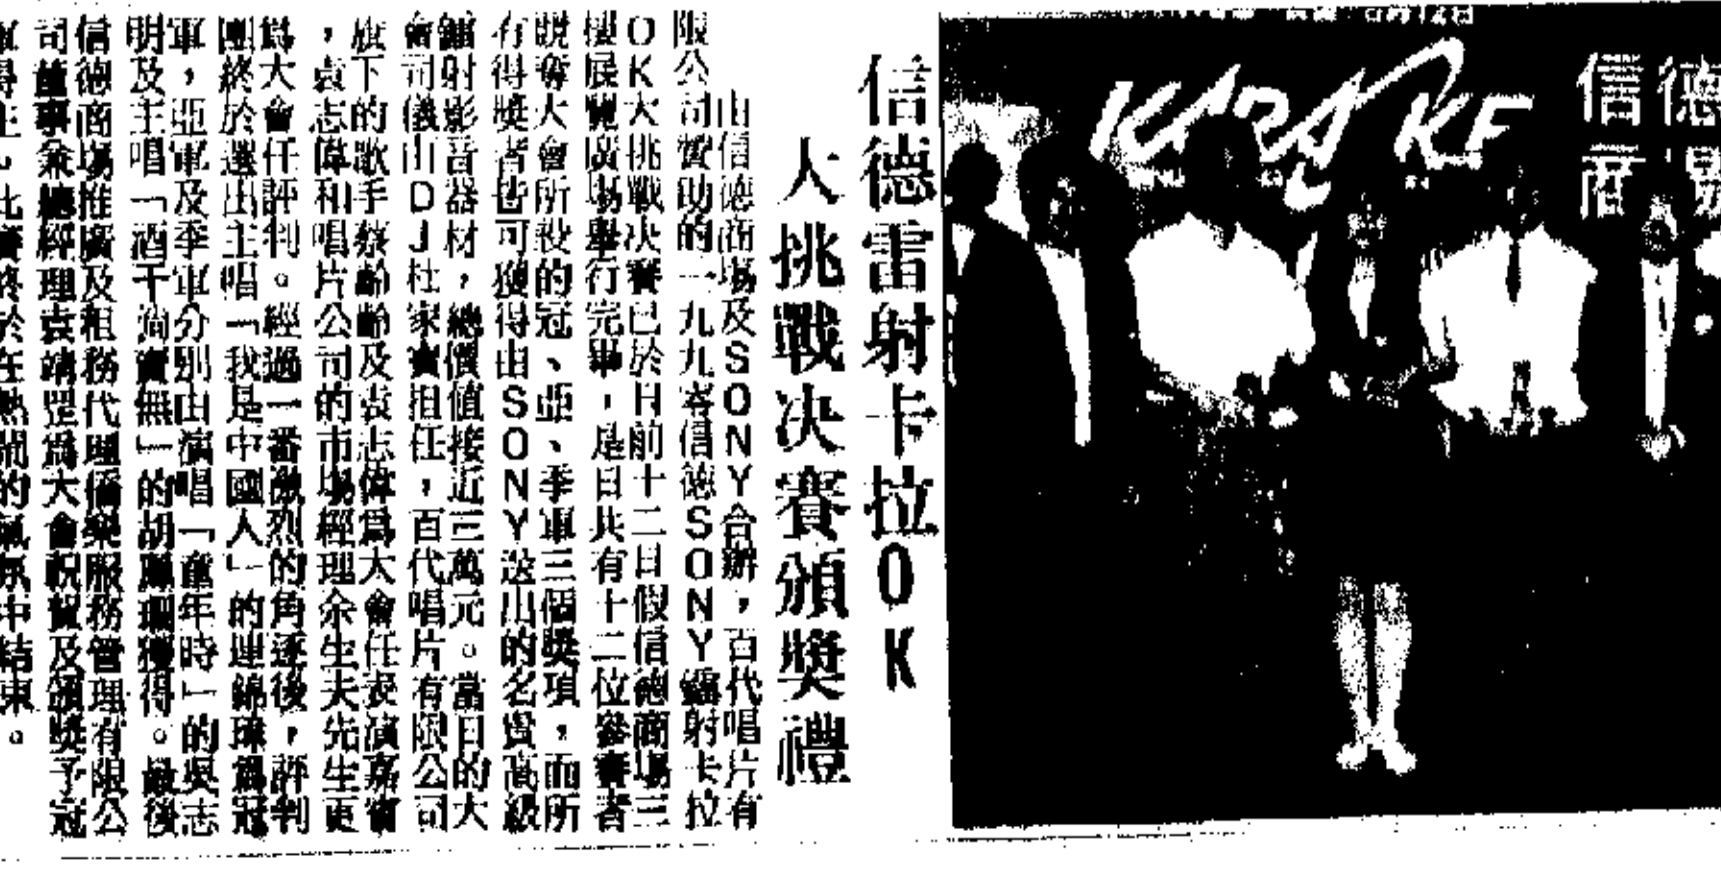 信德雷射卡拉OK
大挑戰決賽頒獎禮
由信德商場及SONY合辦，百代唱片有
限公司贊助的一九九零信德SONY鐳射卡拉
OK大挑戰決賽已於日前十二日假信德商場三
樓展覽廣場舉行完畢，是日共有十二位參賽者
競奪大會所設的冠、亞、季軍三個獎項，而所
有得獎者皆可獲得由SONY送出的名貴高級
鐳射影音器材，總價值接近三萬元。當日的大
會司儀由DJ杜家寶担任，百代唱片有限公司
旗下的歌手蔡齡齡及袁志偉為大會任表演嘉賓
，袁志偉和唱片公司的市場經理余生夫先生更
為大會任評判。經過一番激烈的角逐後，評判
團終於選出主唱「我是中國人」的連錦瑋為冠
軍，亞軍及季軍分別由演唱「童年時」的吳志
明及主唱「酒干淌賣無」的胡珊獲得。最後
信德商場推廣及租務代理僑樂服務管理有限公
司董事兼總經理袁靖罡為大會祝賀及頒獎予冠
軍得主。此賽終於在熱鬧的氣氛中結束。
KARA KE
信德
商場